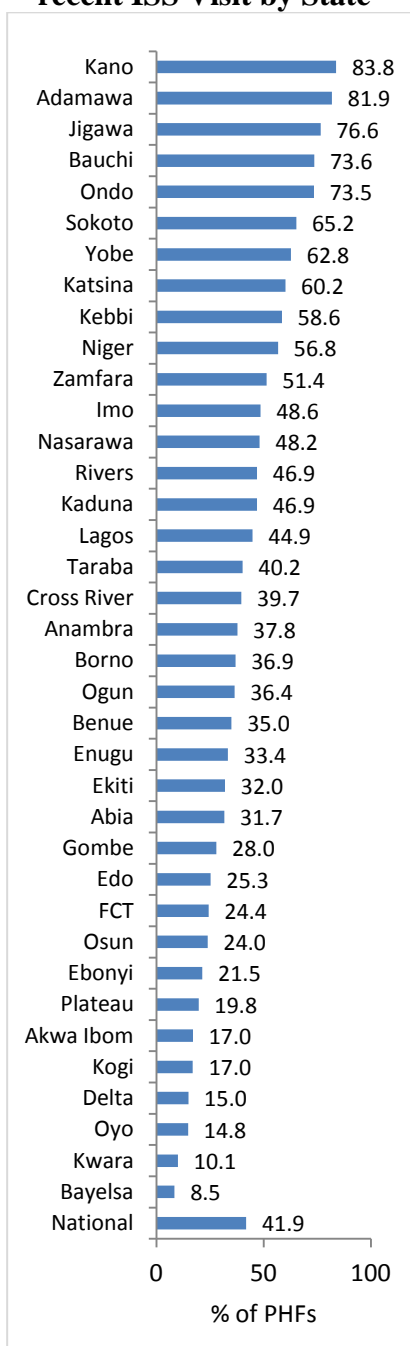 recent ISS Visit by State
Kano 83.8
Adamawa 81.9
Jigawa 76.6
Bauchi 73.6
Ondo 73.5
Sokoto 65.2
Yobe 62.8
Katsina 60.2
Kebbi 58.6
Niger 56.8
Zamfara 51.4
Imo 48.6
Nasarawa 48.2
Rivers 46.9
Kaduna 46.9
Lagos 44.9
Taraba 40.2
Cross River 39.7
Anambra 37.8
Borno 36.9
Ogun 36.4
Benue 35.0
Enugu 33.4
Ekiti 32.0
Abia 31.7
Gombe 28.0
Edo 25.3
FCT 24.4
Osun 24.0
Ebonyi 21.5
Plateau 19.8
Akwa Ibom 17.0
Kogi 17.0
Delta 15.0
Oyo 14.8
Kwara 10.1
Bayelsa 8.5
National 41.9
0 50 100
% of PHFs